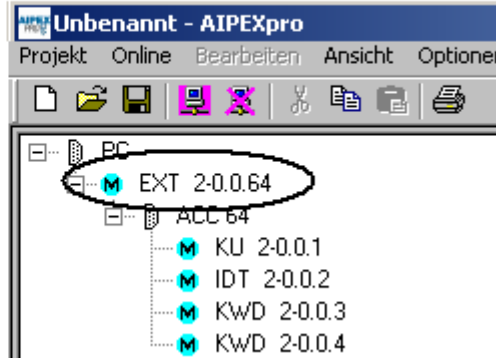 Unbenannt - AIPEXpro
Projekt Online Bearbeiten Ansicht Optionen
PC
M EXT 2-0.0.64
ACC 64
M KU 2-0.0.1
M IDT 2-0.0.2
M KWD 2-0.0.3
M KWD 2-0.0.4